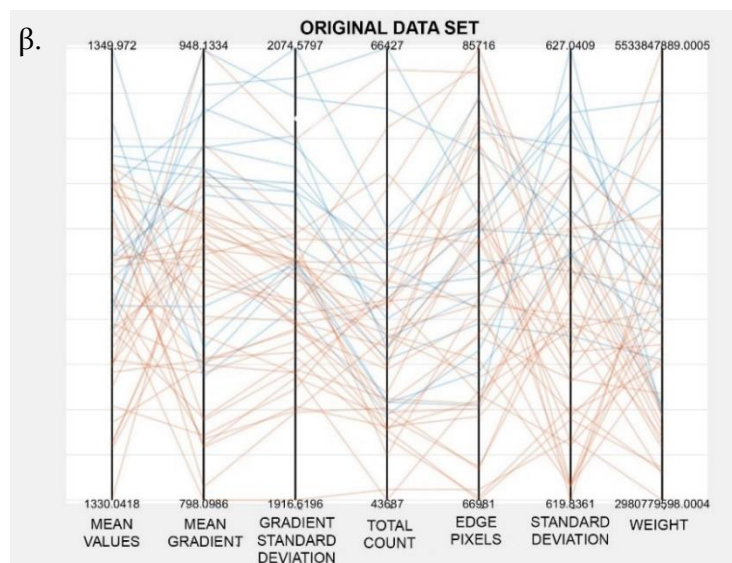 β.
ORIGINAL DATA SET
1349.972 948.1334 2074.5797 66427 85716 627.0409 5533847889.0005
1330.0418 798.0986 1916.6196 43687 66981 619.8361 2980779598.0004
MEAN VALUES
MEAN GRADIENT
GRADIENT STANDARD DEVIATION
TOTAL COUNT
EDGE PIXELS
STANDARD DEVIATION
WEIGHT